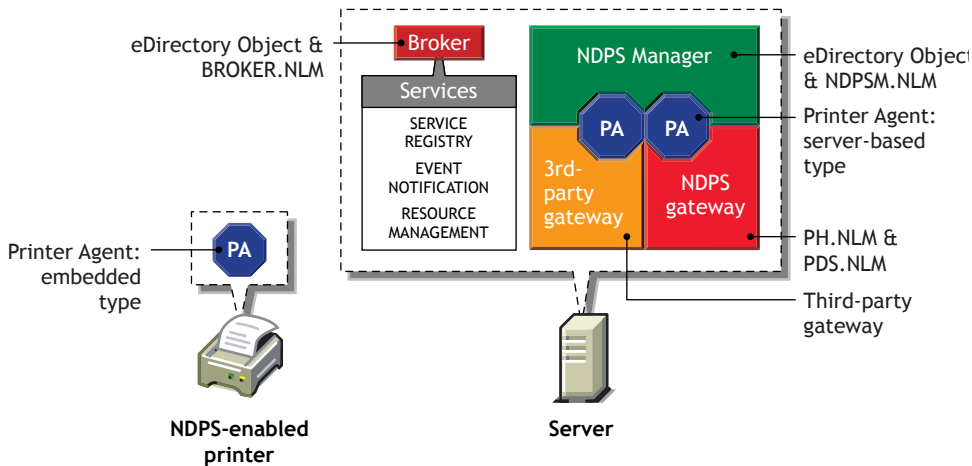 eDirectory Object &
BROKER.NLM
Broker
Services
SERVICE
REGISTRY
EVENT
NOTIFICATION
RESOURCE
MANAGEMENT
NDPS Manager
PA
PA
3rd-
party
gateway
NDPS
gateway
eDirectory Object
& NDPSM.NLM
Printer Agent:
server-based
type
PH.NLM &
PDS.NLM
Third-party
gateway
Printer Agent:
embedded
type
PA
NDPS-enabled
printer
Server